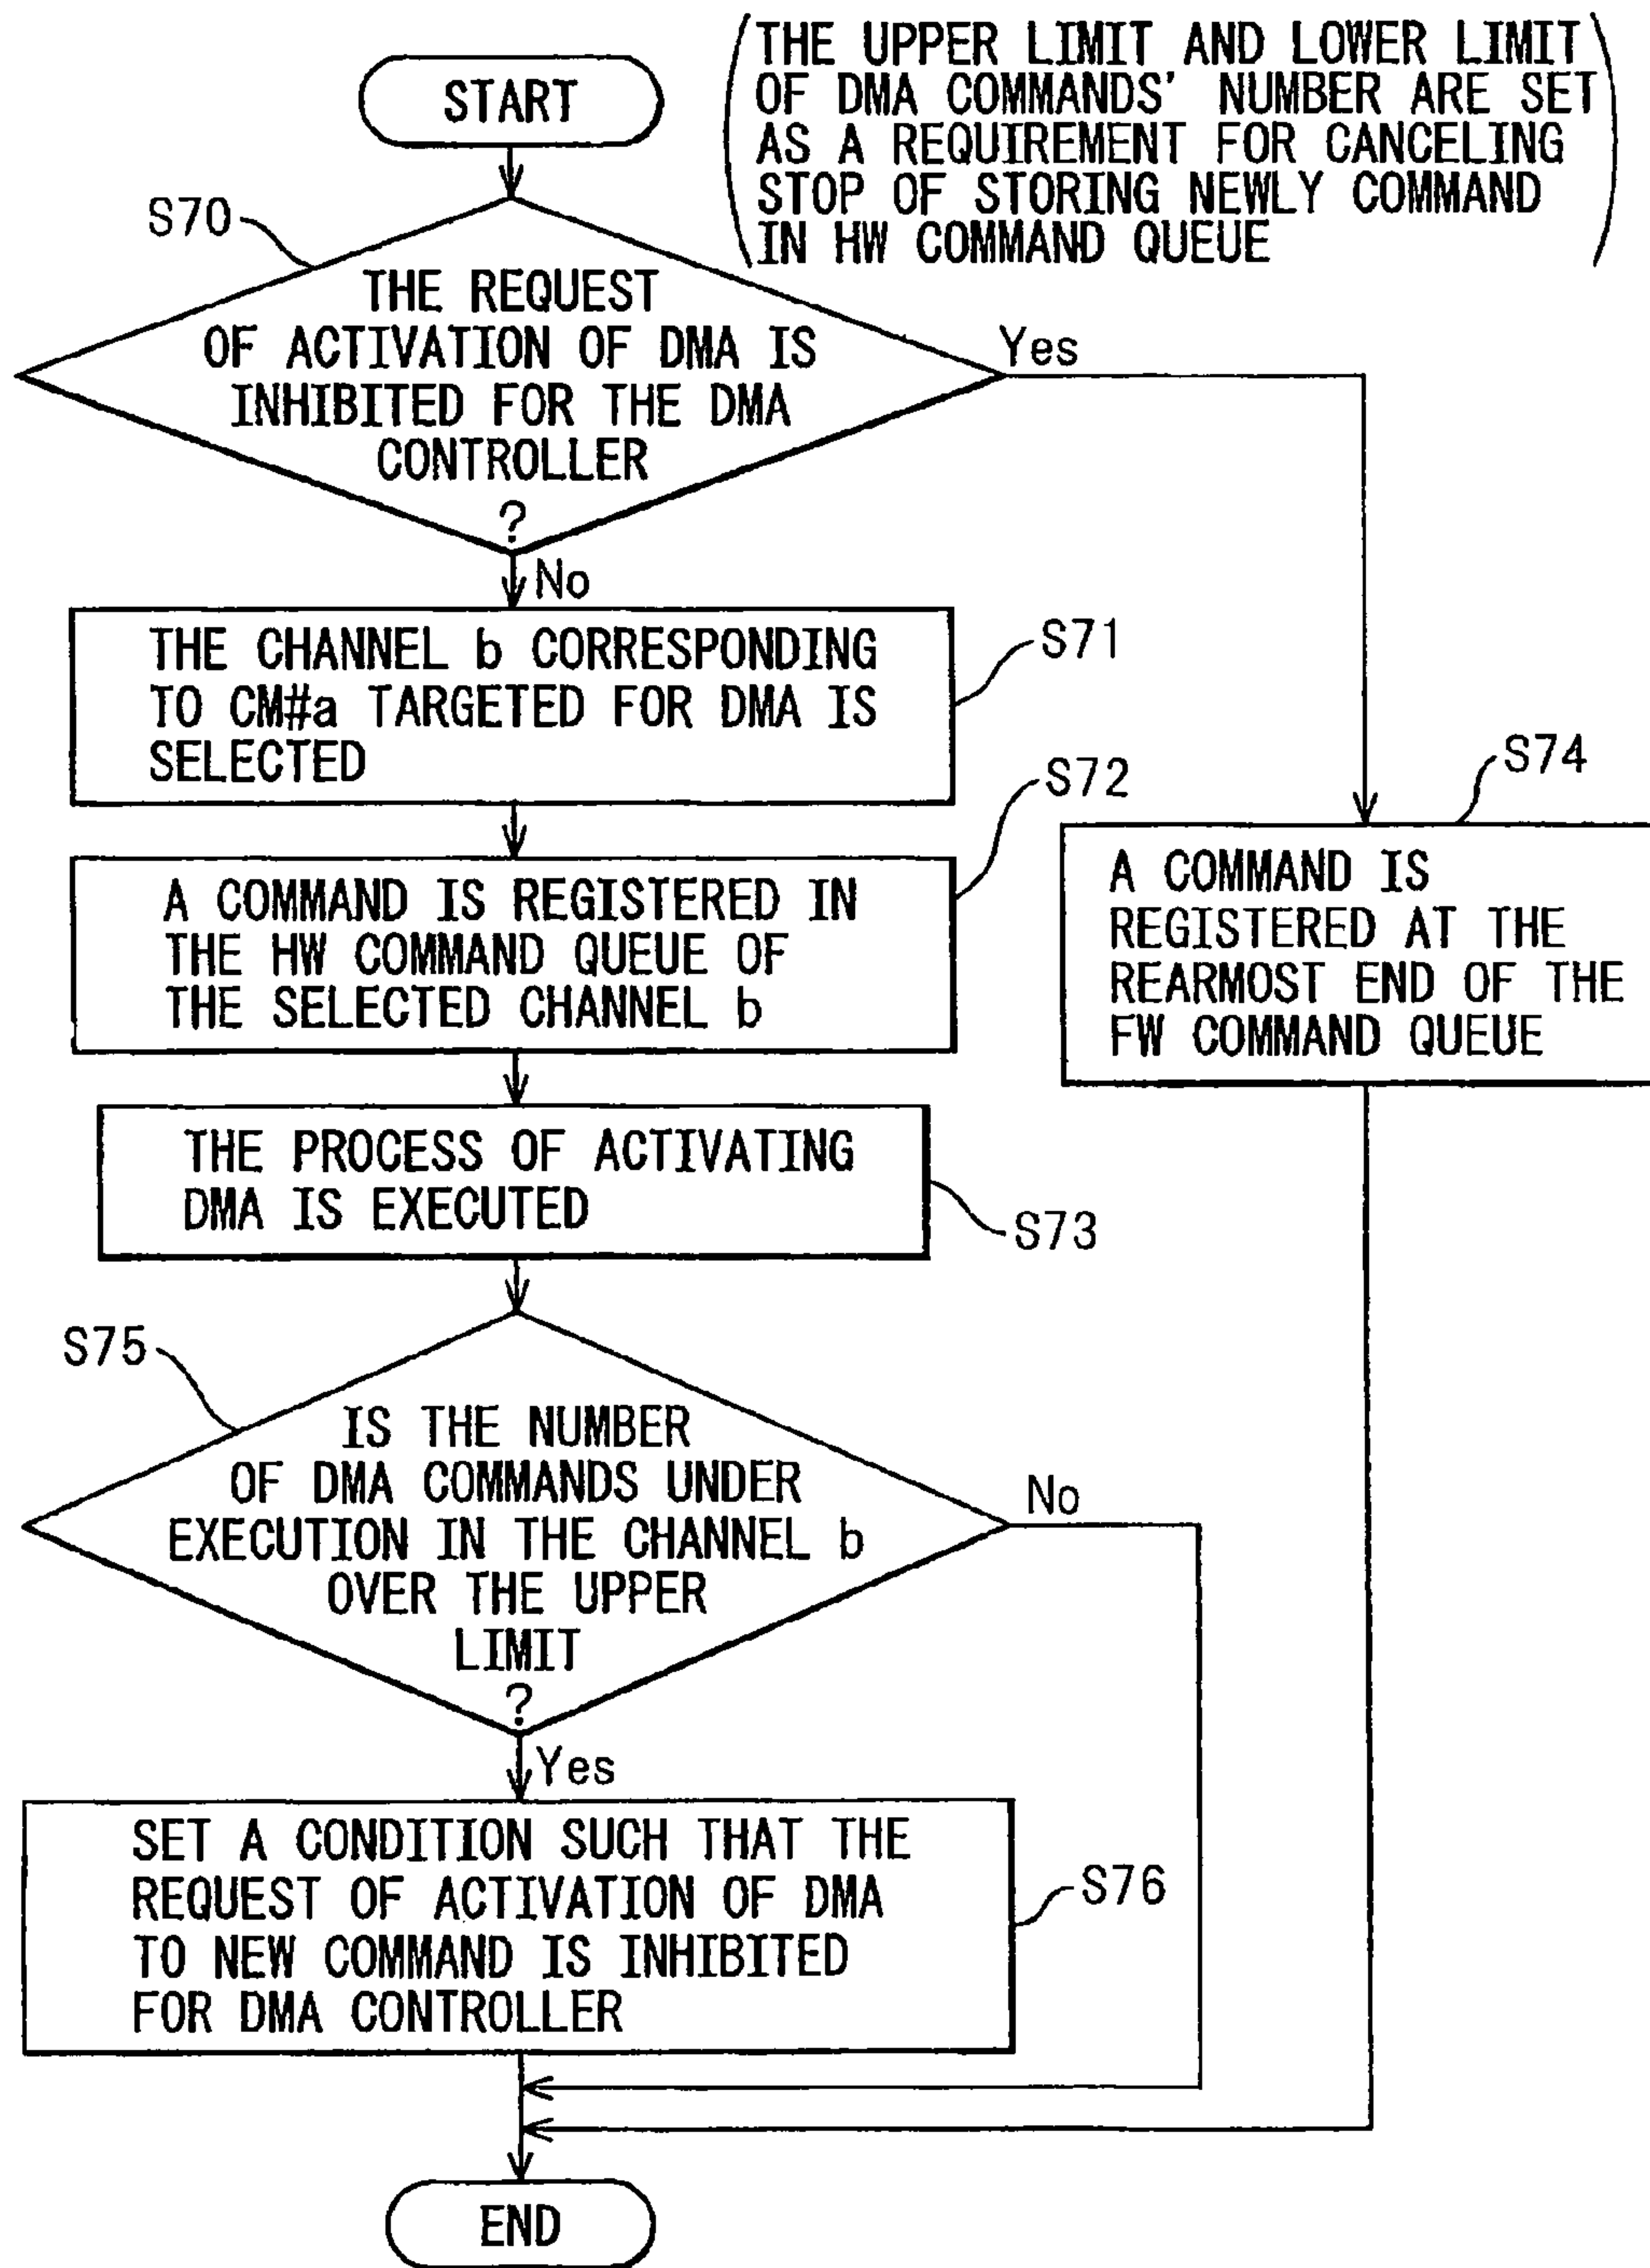 START
THE UPPER LIMIT AND LOWER LIMIT
OF DMA COMMANDS' NUMBER ARE SET
AS A REQUIREMENT FOR CANCELING
STOP OF STORING NEWLY COMMAND
IN HW COMMAND QUEUE
S70
THE REQUEST
OF ACTIVATION OF DMA IS
INHIBITED FOR THE DMA
CONTROLLER
?
Yes
No
THE CHANNEL b CORRESPONDING
TO CM#a TARGETED FOR DMA IS
SELECTED
S71
A COMMAND IS REGISTERED IN
THE HW COMMAND QUEUE OF
THE SELECTED CHANNEL b
S72
A COMMAND IS
REGISTERED AT THE
REARMOST END OF THE
FW COMMAND QUEUE
S74
THE PROCESS OF ACTIVATING
DMA IS EXECUTED
S73
S75
IS THE NUMBER
OF DMA COMMANDS UNDER
EXECUTION IN THE CHANNEL b
OVER THE UPPER
LIMIT
?
No
Yes
SET A CONDITION SUCH THAT THE
REQUEST OF ACTIVATION OF DMA
TO NEW COMMAND IS INHIBITED
FOR DMA CONTROLLER
S76
END